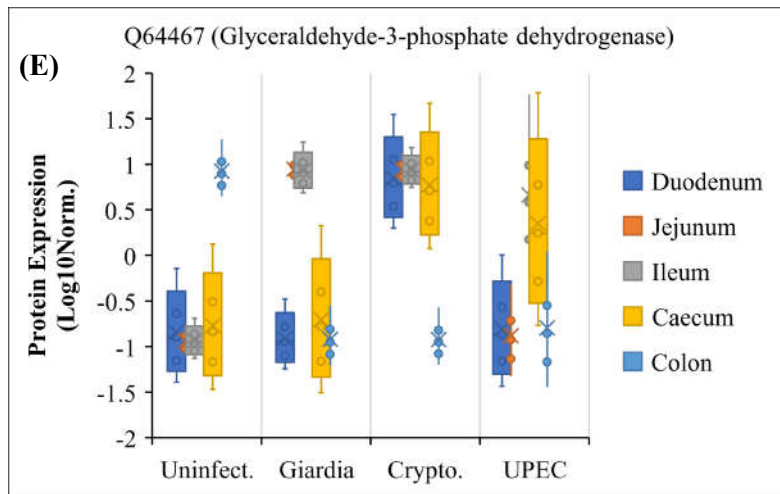 Q64467 (Glyceraldehyde-3-phosphate dehydrogenase)
(E)
Protein Expression
(Log10Norm.)
2
1.5
1
0.5
0
-0.5
-1
-1.5
-2
Uninfect. Giardia Crypto. UPEC
Duodenum
Jejunum
Ileum
Caecum
Colon